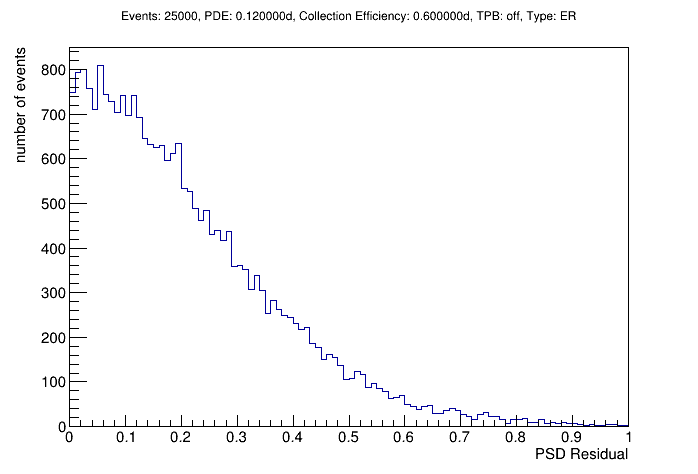 Events: 25000, PDE: 0.120000d, Collection Efficiency: 0.600000d, TPB: off, Type: ER
number of events
800
700
600
500
400
300
200
100
0
0 0.1 0.2 0.3 0.4 0.5 0.6 0.7 0.8 0.9 1
PSD Residual